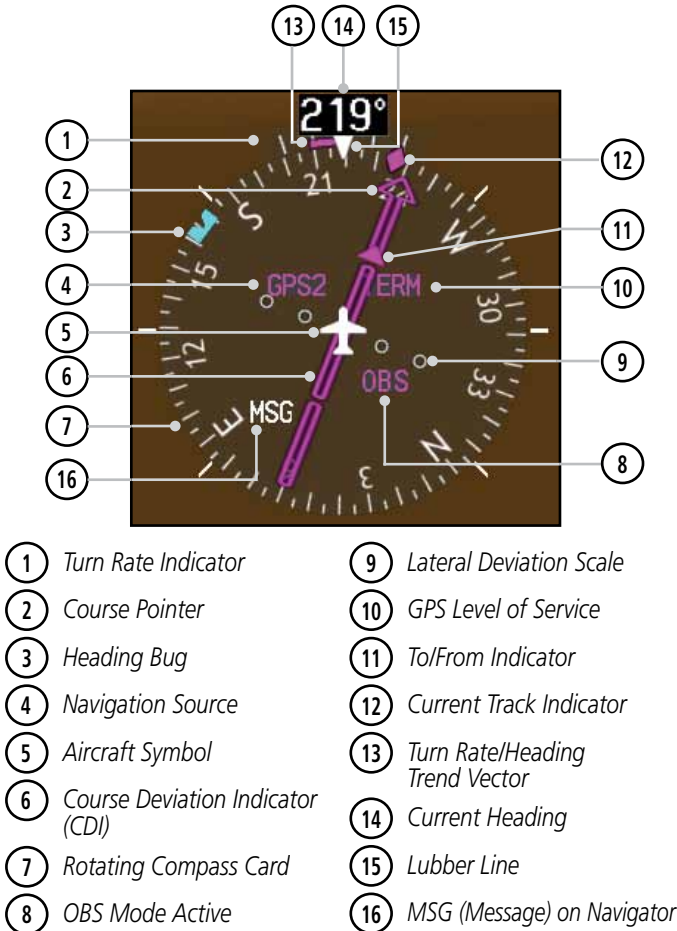 13 14 15
219°
1
12
2
21
S
W
3
11
15
4
GPS2 TERM
10
30
5
12
9
6
OBS
33
7
MSG
E
N
8
16
3
1 Turn Rate Indicator
2 Course Pointer
3 Heading Bug
4 Navigation Source
5 Aircraft Symbol
6 Course Deviation Indicator
(CDI)
7 Rotating Compass Card
8 OBS Mode Active
9 Lateral Deviation Scale
10 GPS Level of Service
11 To/From Indicator
12 Current Track Indicator
13 Turn Rate/Heading
Trend Vector
14 Current Heading
15 Lubber Line
16 MSG (Message) on Navigator